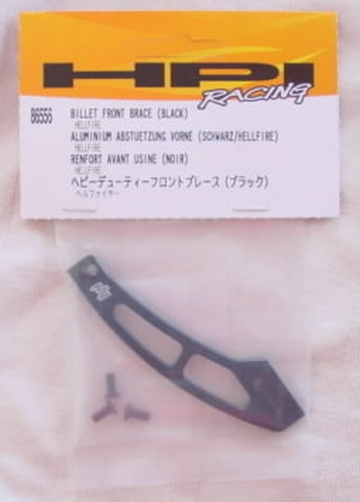 HPI
RACING
86556
BILLET FRONT BRACE (BLACK)
HELLFIRE
ALUMINIUM ABSTUETZUNG VORNE (SCHWARZ/HELLFIRE)
HELLFIRE
RENFORT AVANT USINE (NOIR)
HELLFIRE
ヘビーデューティーフロントブレース (ブラック)
ヘルファイヤー